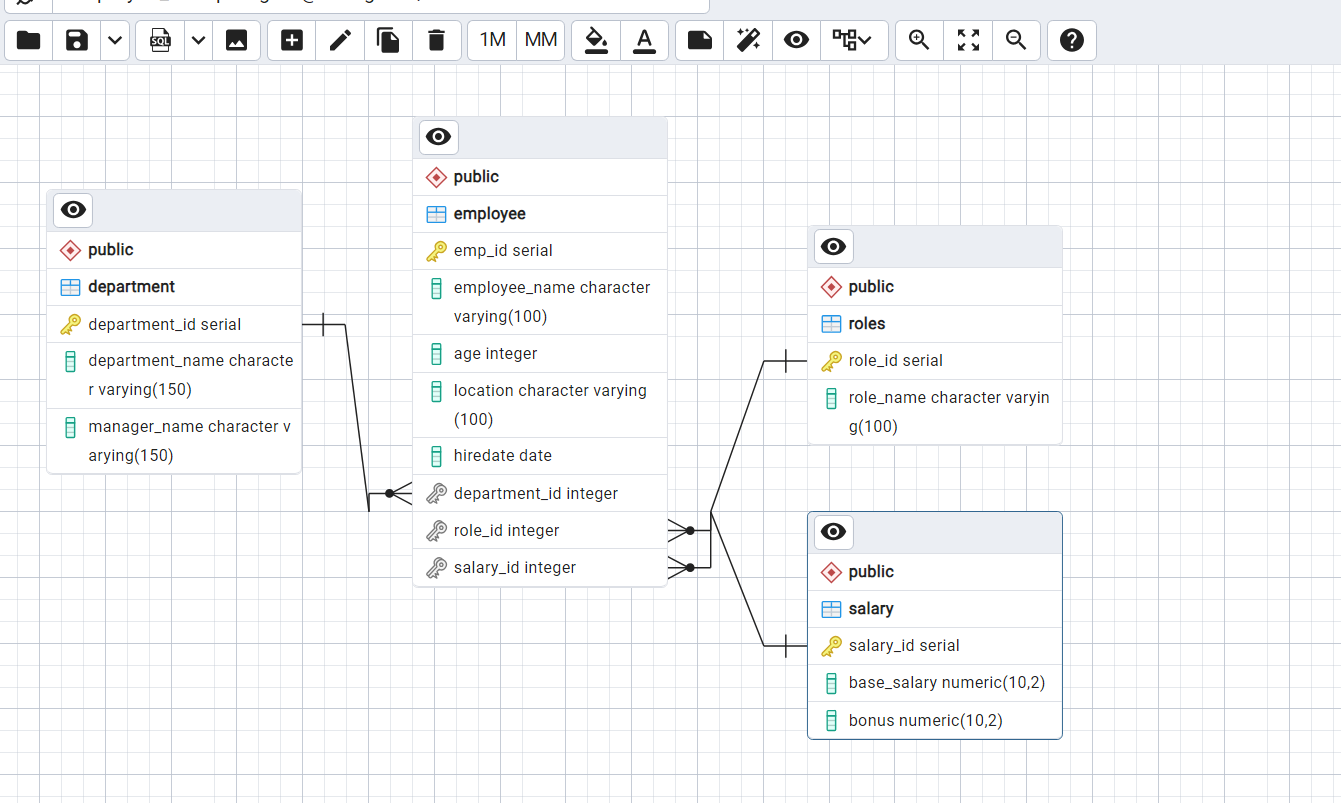 SQL
1M
MM
A
public
department
department_id serial
department_name characte
r varying(150)
manager_name character v
arying(150)
public
employee
emp_id serial
employee_name character
varying(100)
age integer
location character varying
(100)
hiredate date
department_id integer
role_id integer
salary_id integer
public
roles
role_id serial
role_name character varyin
g(100)
public
salary
salary_id serial
base_salary numeric(10,2)
bonus numeric(10,2)